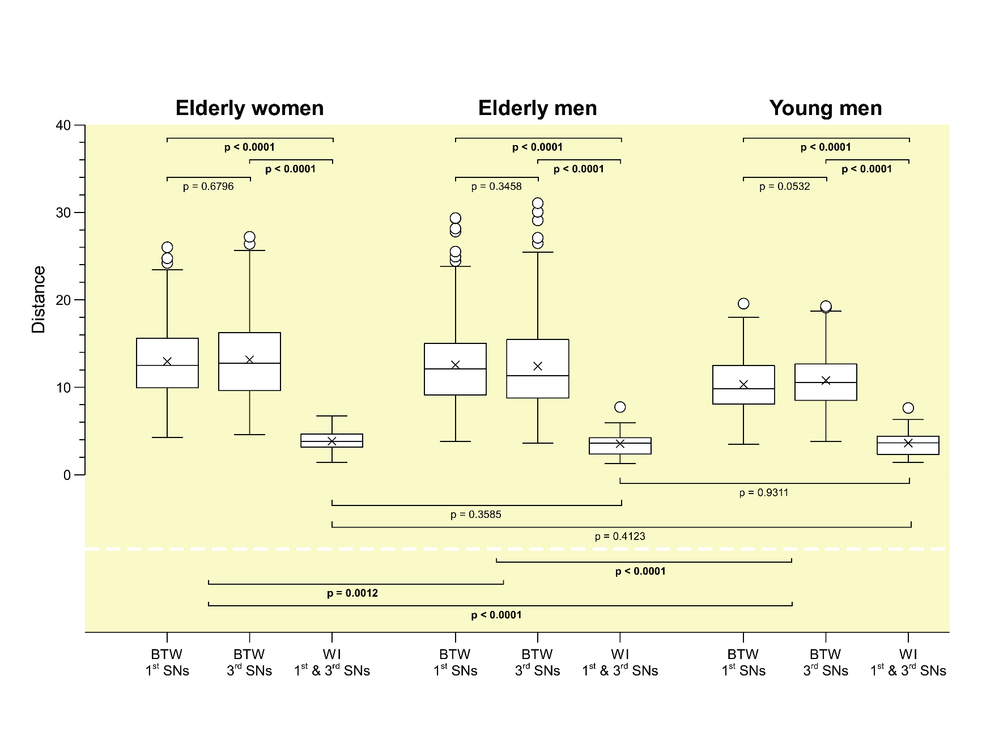 Elderly women Elderly men Young men
40
p < 0.0001 p < 0.0001 p < 0.0001
p < 0.0001 p < 0.0001 p < 0.0001
p = 0.6796 p = 0.3458 p = 0.0532
30
20
Distance
10
0
p = 0.9311
p = 0.3585
p = 0.4123
p < 0.0001
p = 0.0012
p < 0.0001
BTW BTW WI BTW BTW WI BTW BTW WI
1st SNs 3rd SNs 1st & 3rd SNs 1st SNs 3rd SNs 1st & 3rd SNs 1st SNs 3rd SNs 1st & 3rd SNs